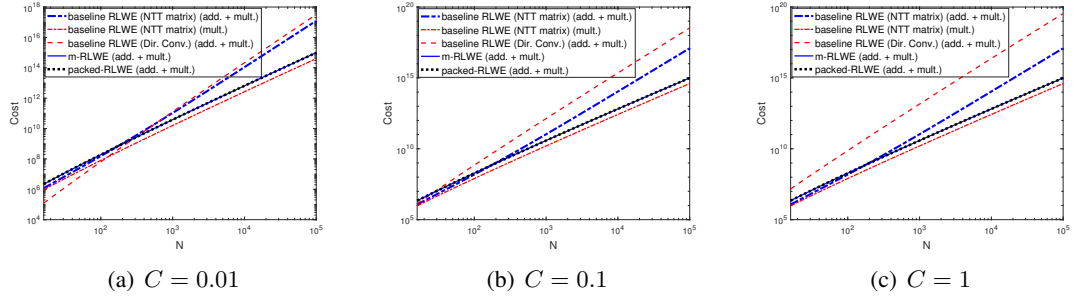 10^18
10^16
10^14
10^12
10^10
10^8
10^6
10^4
Cost
baseline RLWE (NTT matrix) (add. + mult.)
baseline RLWE (NTT matrix) (mult.)
baseline RLWE (Dir. Conv.) (add. + mult.)
m-RLWE (add. + mult.)
packed-RLWE (add. + mult.)
10^2
10^3
10^4
10^5
N
(a) C = 0.01
10^20
10^15
10^10
10^5
Cost
baseline RLWE (NTT matrix) (add. + mult.)
baseline RLWE (NTT matrix) (mult.)
baseline RLWE (Dir. Conv.) (add. + mult.)
m-RLWE (add. + mult.)
packed-RLWE (add. + mult.)
10^2
10^3
10^4
10^5
N
(b) C = 0.1
10^20
10^15
10^10
10^5
Cost
baseline RLWE (NTT matrix) (add. + mult.)
baseline RLWE (NTT matrix) (mult.)
baseline RLWE (Dir. Conv.) (add. + mult.)
m-RLWE (add. + mult.)
packed-RLWE (add. + mult.)
10^2
10^3
10^4
10^5
N
(c) C = 1